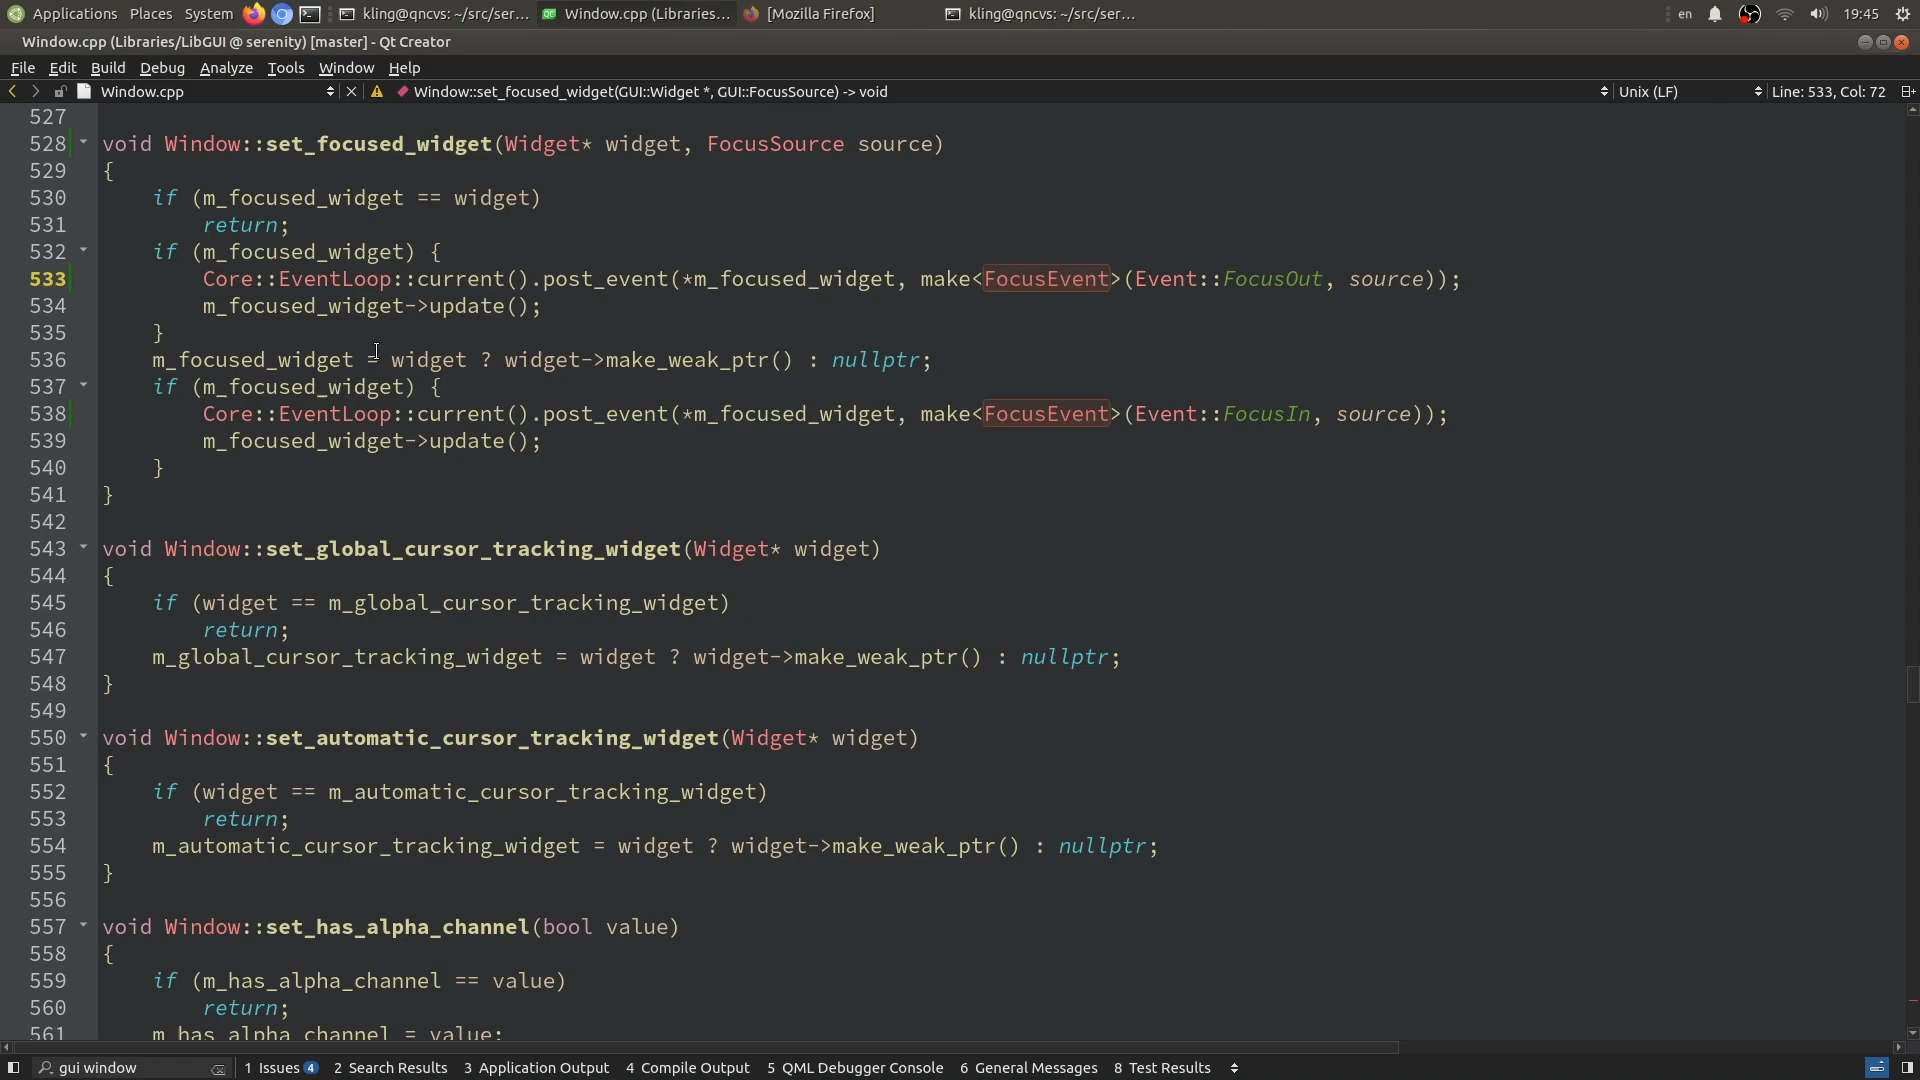 Applications Places System kling@qncvs: ~/src/ser... Window.cpp (Libraries... [Mozilla Firefox] kling@qncvs: ~/src/ser... en 19:45
Window.cpp (Libraries/LibGUI @ serenity) [master] - Qt Creator
File Edit Build Debug Analyze Tools Window Help
Window.cpp Window::set_focused_widget(GUI::Widget *, GUI::FocusSource) -> void Unix (LF) Line: 533, Col: 72
527
528 void Window::set_focused_widget(Widget* widget, FocusSource source)
529 {
530     if (m_focused_widget == widget)
531         return;
532     if (m_focused_widget) {
533         Core::EventLoop::current().post_event(*m_focused_widget, make<FocusEvent>(Event::FocusOut, source));
534         m_focused_widget->update();
535     }
536     m_focused_widget = widget ? widget->make_weak_ptr() : nullptr;
537     if (m_focused_widget) {
538         Core::EventLoop::current().post_event(*m_focused_widget, make<FocusEvent>(Event::FocusIn, source));
539         m_focused_widget->update();
540     }
541 }
542
543 void Window::set_global_cursor_tracking_widget(Widget* widget)
544 {
545     if (widget == m_global_cursor_tracking_widget)
546         return;
547     m_global_cursor_tracking_widget = widget ? widget->make_weak_ptr() : nullptr;
548 }
549
550 void Window::set_automatic_cursor_tracking_widget(Widget* widget)
551 {
552     if (widget == m_automatic_cursor_tracking_widget)
553         return;
554     m_automatic_cursor_tracking_widget = widget ? widget->make_weak_ptr() : nullptr;
555 }
556
557 void Window::set_has_alpha_channel(bool value)
558 {
559     if (m_has_alpha_channel == value)
560         return;
561     m_has_alpha_channel = value;
gui window 1 Issues 4 2 Search Results 3 Application Output 4 Compile Output 5 QML Debugger Console 6 General Messages 8 Test Results